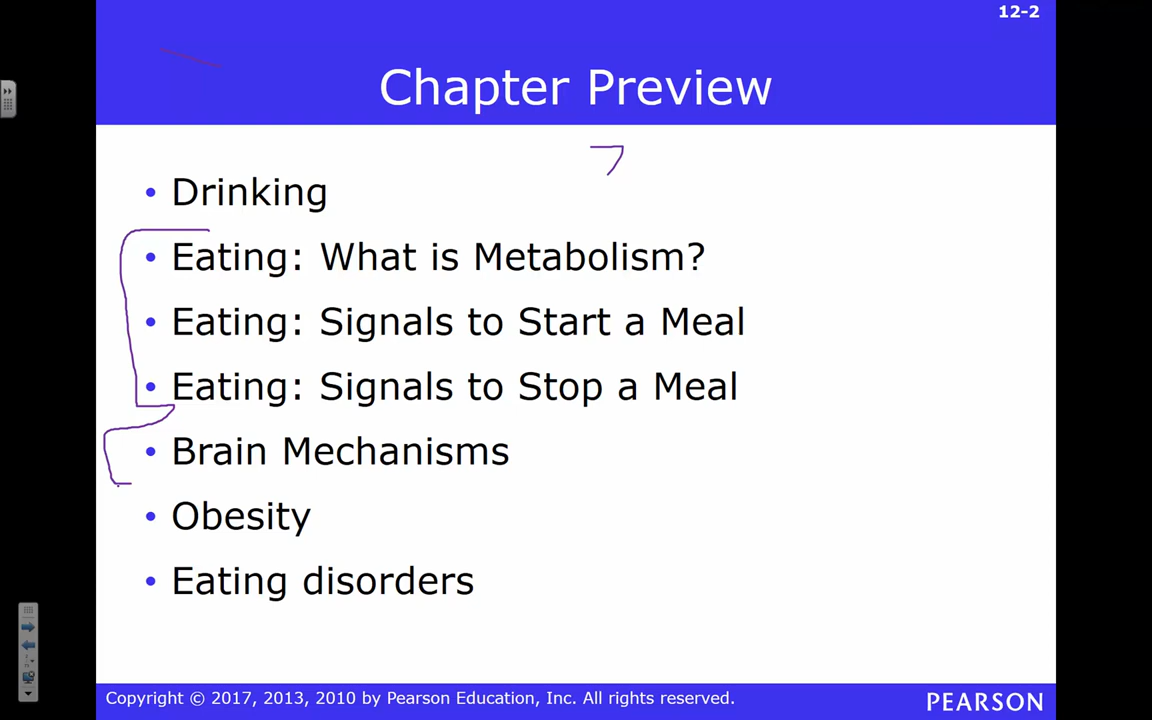 12-2
Chapter Preview
• Drinking
• Eating: What is Metabolism?
• Eating: Signals to Start a Meal
• Eating: Signals to Stop a Meal
• Brain Mechanisms
• Obesity
• Eating disorders
Copyright © 2017, 2013, 2010 by Pearson Education, Inc. All rights reserved.
PEARSON